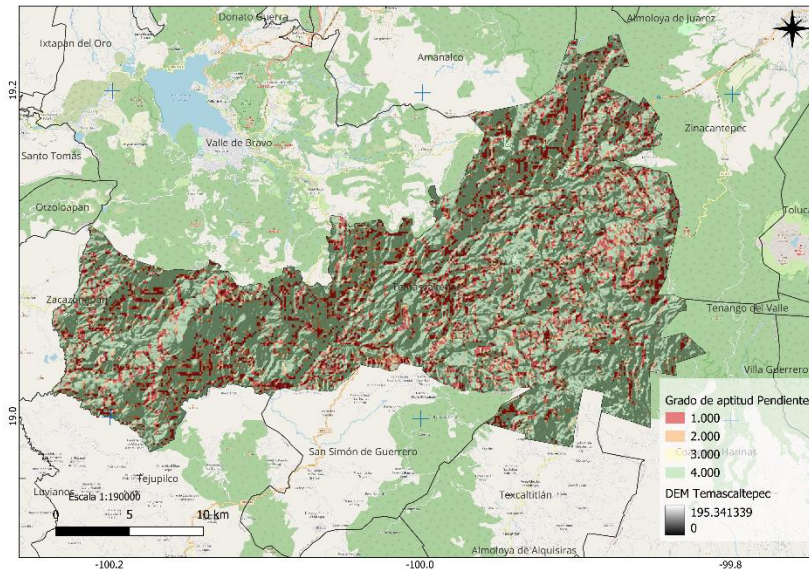 Donato Guerra
Almoloya de Juárez
Ixtapan del Oro
Amanalco
19.2
Zinacantepec
Valle de Bravo
Santo Tomás
Otzoloapan
Toluca
Zacazonapan
Tenango del Valle
Villa Guerrero
Grado de aptitud Pendiente
1.000
2.000
3.000
4.000
19.0
San Simón de Guerrero
Tejupilco
DEM Temascaltepec
195.341339
0
Luvianos
Escala 1:190000
Texcaltitlán
0 5 10 km
Almoloya de Alquisiras
-100.2 -100.0 -99.8